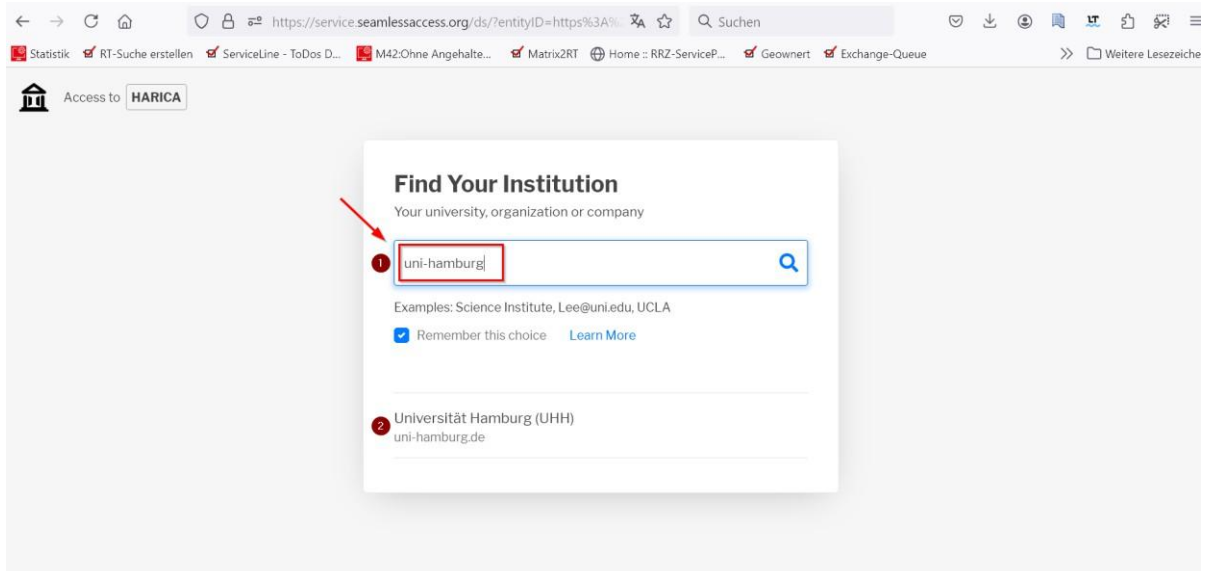 https://service.seamlessaccess.org/ds/?entityID=https%3A%
Suchen
Statistik RT-Suche erstellen ServiceLine - ToDos D... M42:Ohne Angehalte... Matrix2RT Home :: RRZ-ServiceP... Geownert Exchange-Queue Weitere Lesezeiche
Access to HARICA
Find Your Institution
Your university, organization or company
1 uni-hamburg
Examples: Science Institute, Lee@uni.edu, UCLA
Remember this choice Learn More
2 Universität Hamburg (UHH)
uni-hamburg.de